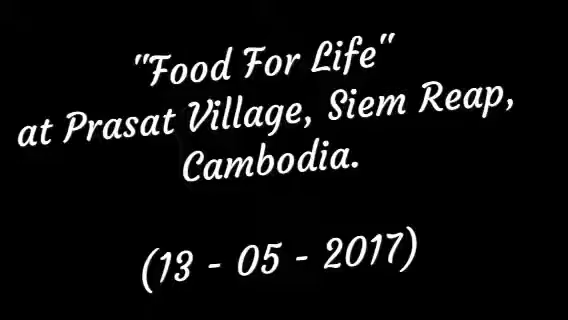 "Food For Life"
at Prasat Village, Siem Reap,
Cambodia.
(13 - 05 - 2017)